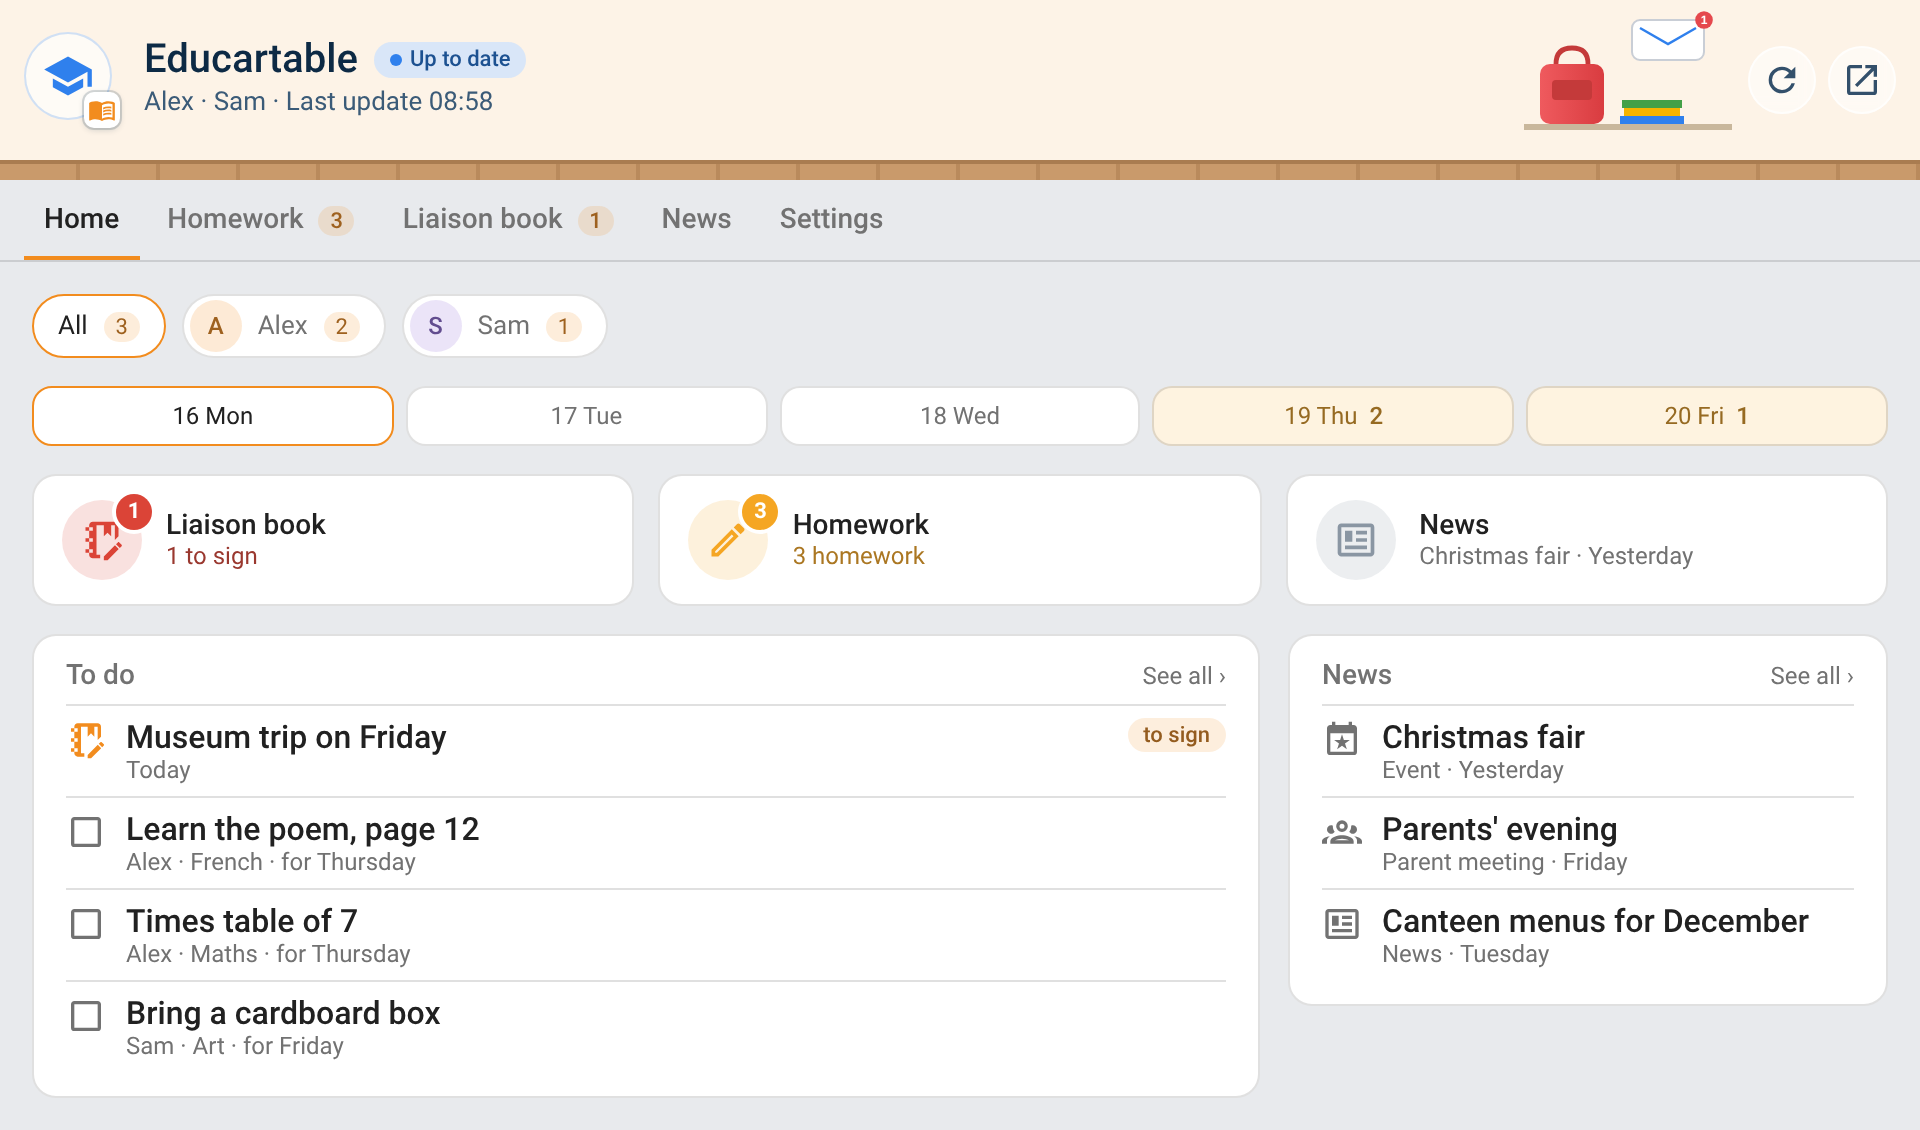 Educartable
Up to date
Alex · Sam · Last update 08:58
1
Home
Homework 3
Liaison book 1
News
Settings
All 3
A Alex 2
S Sam 1
16 Mon
17 Tue
18 Wed
19 Thu 2
20 Fri 1
1
Liaison book
1 to sign
3
Homework
3 homework
News
Christmas fair · Yesterday
To do
See all ›
Museum trip on Friday
to sign
Today
Learn the poem, page 12
Alex · French · for Thursday
Times table of 7
Alex · Maths · for Thursday
Bring a cardboard box
Sam · Art · for Friday
News
See all ›
Christmas fair
Event · Yesterday
Parents' evening
Parent meeting · Friday
Canteen menus for December
News · Tuesday